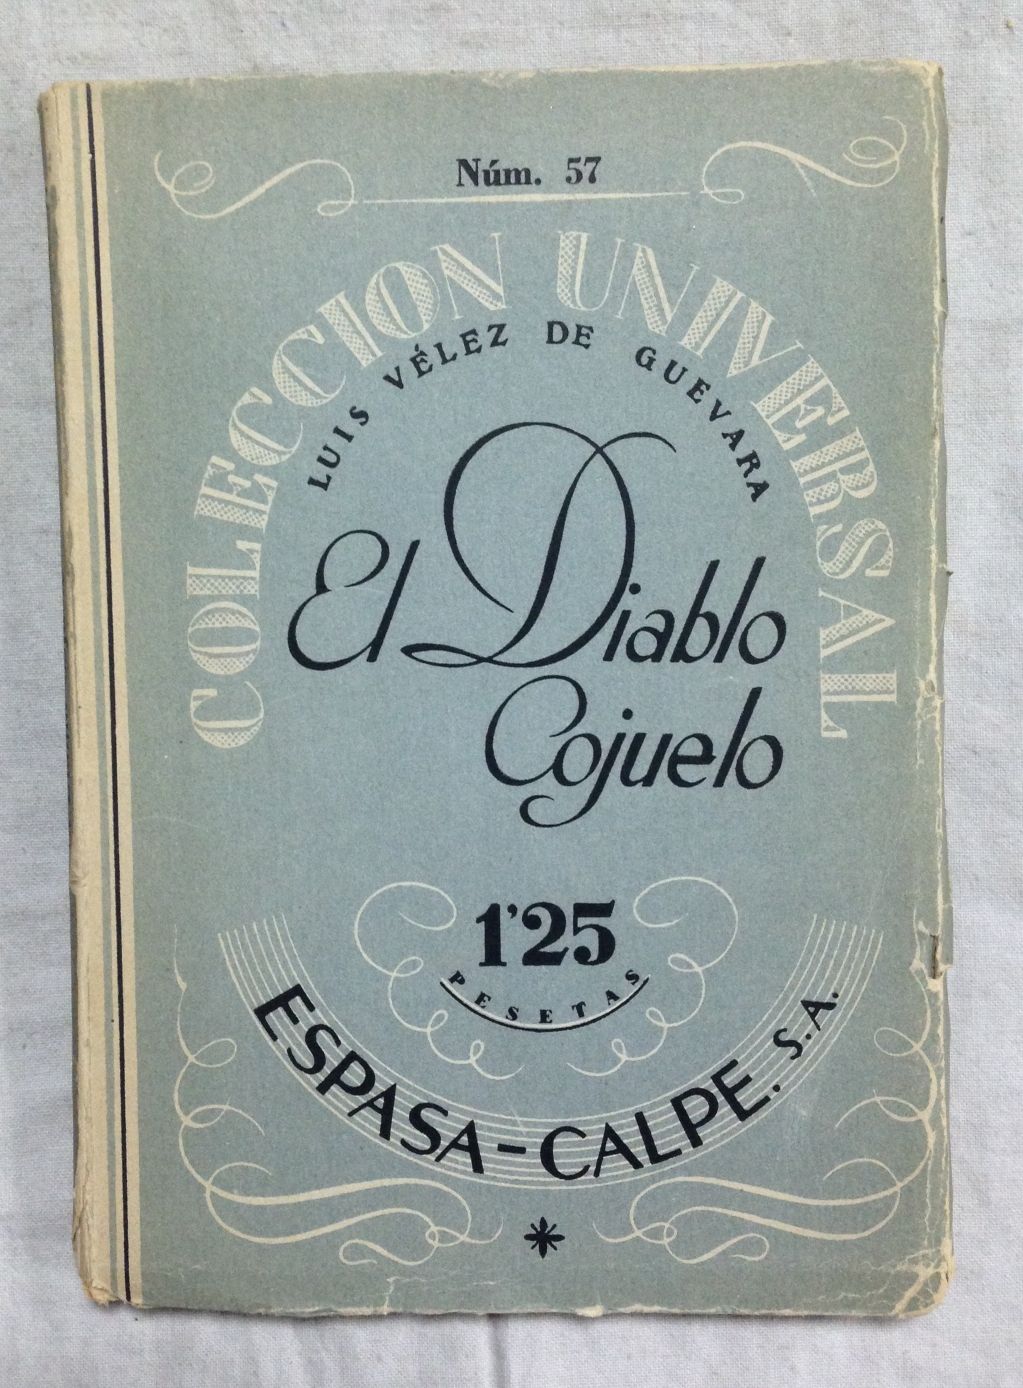 Núm. 57
COLECCION UNIVERSAL
LUIS VÉLEZ DE GUEVARA
El Diablo
Cojuelo
1'25
PESETAS
ESPASA-CALPE. S.A.